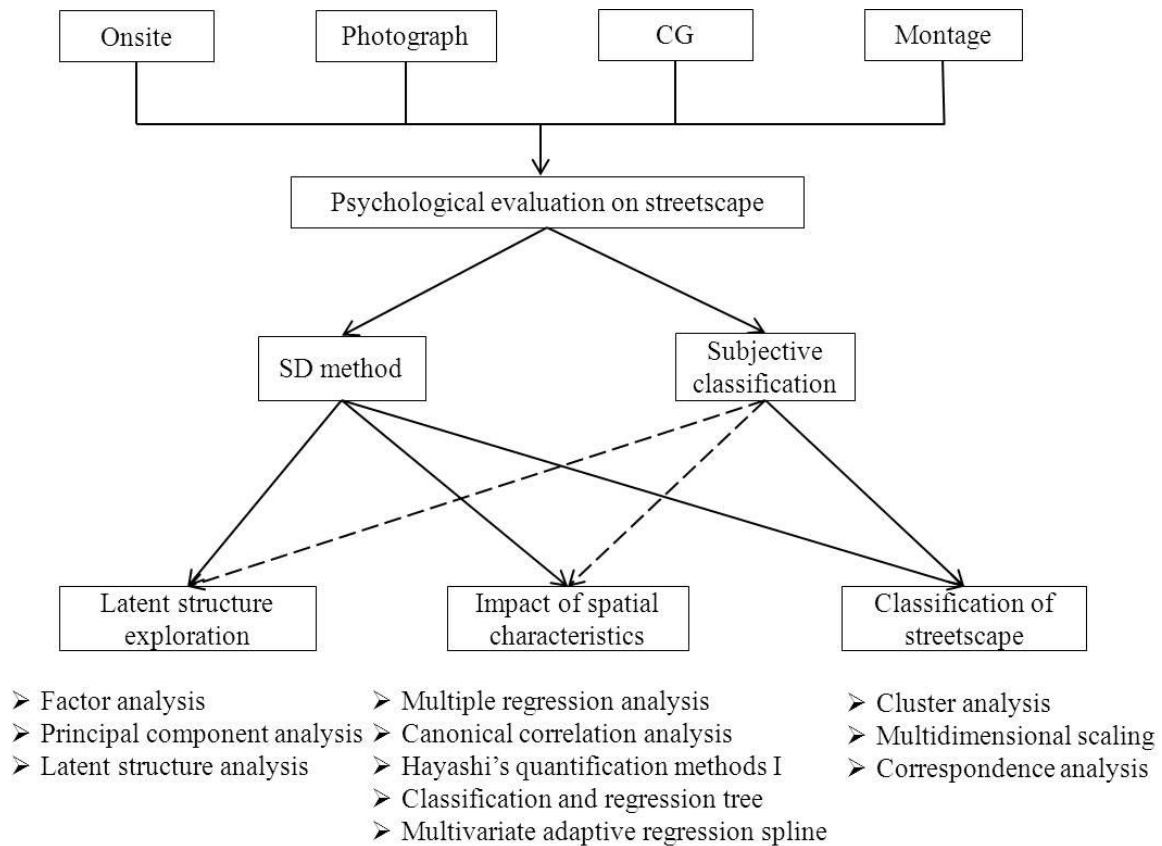 Onsite
Photograph
CG
Montage
Psychological evaluation on streetscape
SD method
Subjective
classification
Latent structure
exploration
Impact of spatial
characteristics
Classification of
streetscape
➢ Factor analysis
➢ Principal component analysis
➢ Latent structure analysis
➢ Multiple regression analysis
➢ Canonical correlation analysis
➢ Hayashi's quantification methods I
➢ Classification and regression tree
➢ Multivariate adaptive regression spline
➢ Cluster analysis
➢ Multidimensional scaling
➢ Correspondence analysis